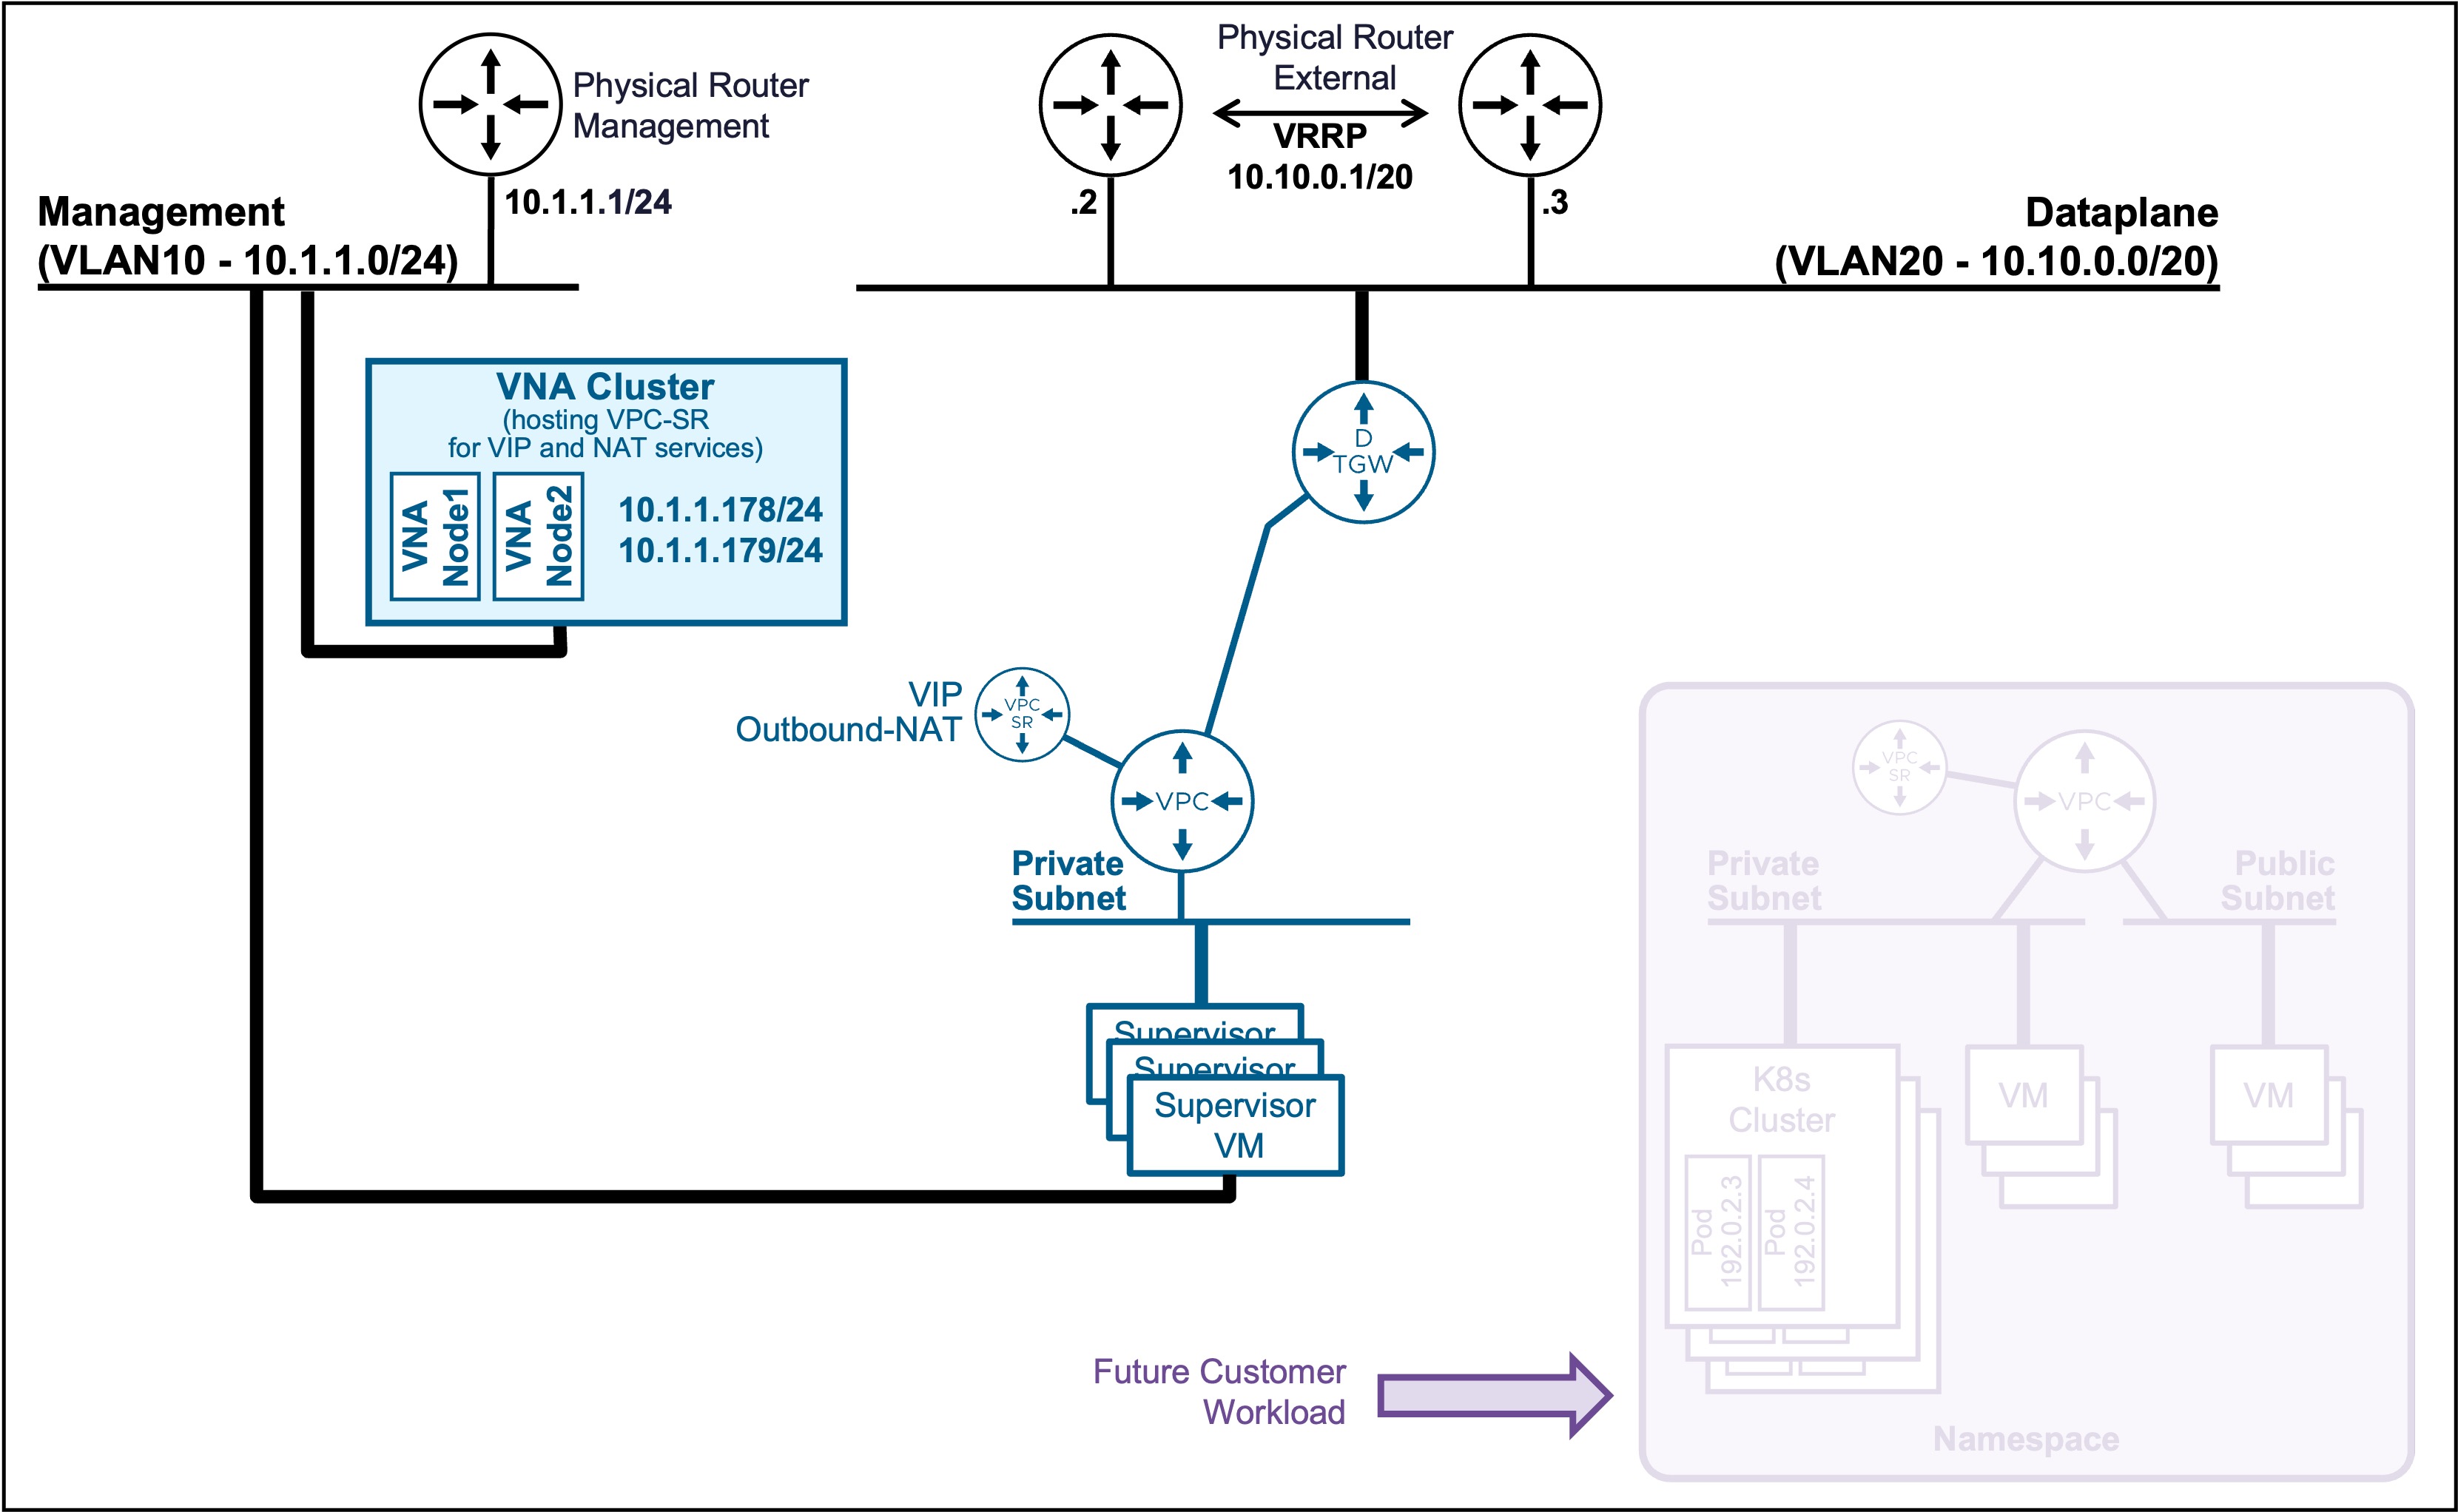 Physical Router
Management
10.1.1.1/24
Management
(VLAN10 - 10.1.1.0/24)
Physical Router
External
VRRP
10.10.0.1/20
.2
.3
Dataplane
(VLAN20 - 10.10.0.0/20)
VNA Cluster
(hosting VPC-SR
for VIP and NAT services)
VNA
Node1
VNA
Node2
10.1.1.178/24
10.1.1.179/24
D
TGW
VIP
Outbound-NAT
VPC
SR
VPC
Private
Subnet
Supervisor
Supervisor
Supervisor
VM
VPC
SR
VPC
Private
Subnet
Public
Subnet
K8s
Cluster
Pod
192.0.2.3
Pod
192.0.2.4
VM
VM
Future Customer
Workload
Namespace